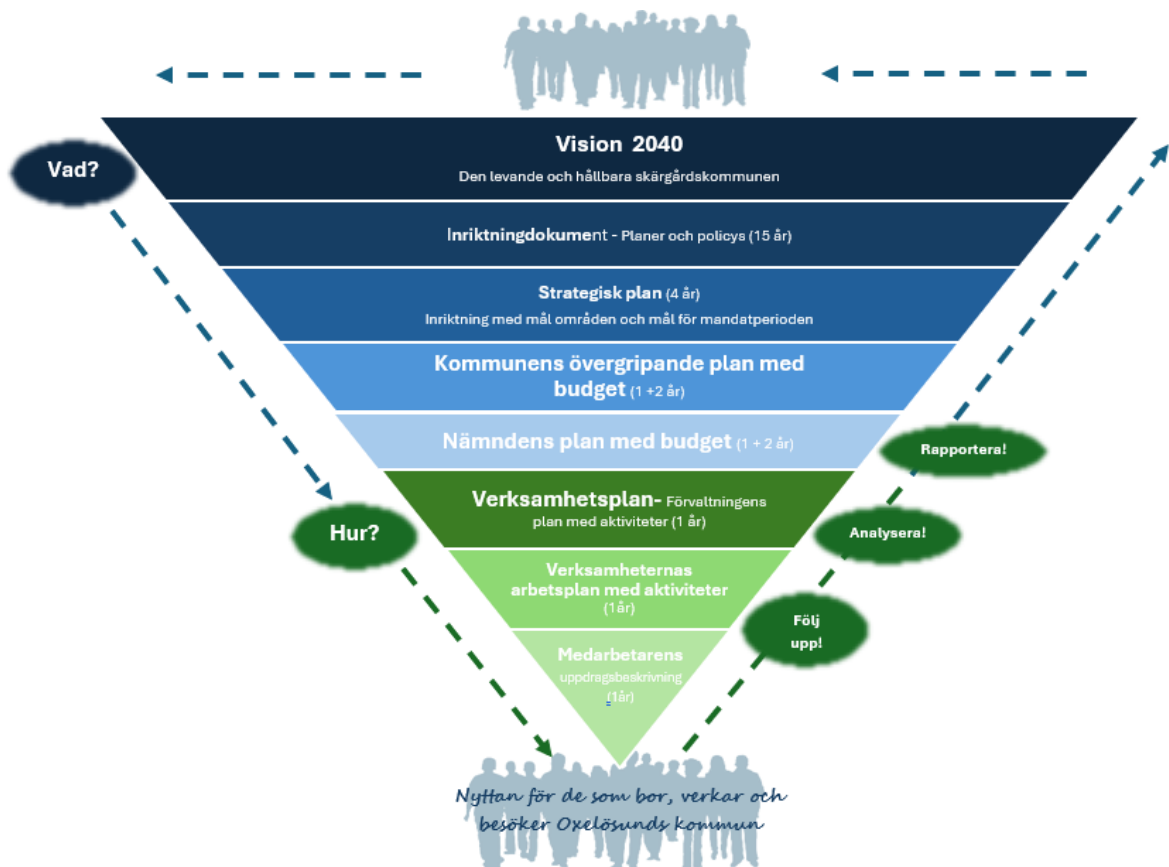 Vision 2040
Den levande och hållbara skärgårdskommunen
Vad?
Inriktningdokument - Planer och policys (15 år)
Strategisk plan (4 år)
Inriktning med mål områden och mål för mandatperioden
Kommunens övergripande plan med
budget (1 +2 år)
Nämndens plan med budget (1 + 2 år)
Rapportera!
Verksamhetsplan- Förvaltningens
plan med aktiviteter (1 år)
Hur?
Analysera!
Verksamheternas
arbetsplan med aktiviteter
(1år)
Följ
upp!
Medarbetarens
uppdragsbeskrivning
(1år)
Nyttan för de som bor, verkar och
besöker Oxelösunds kommun